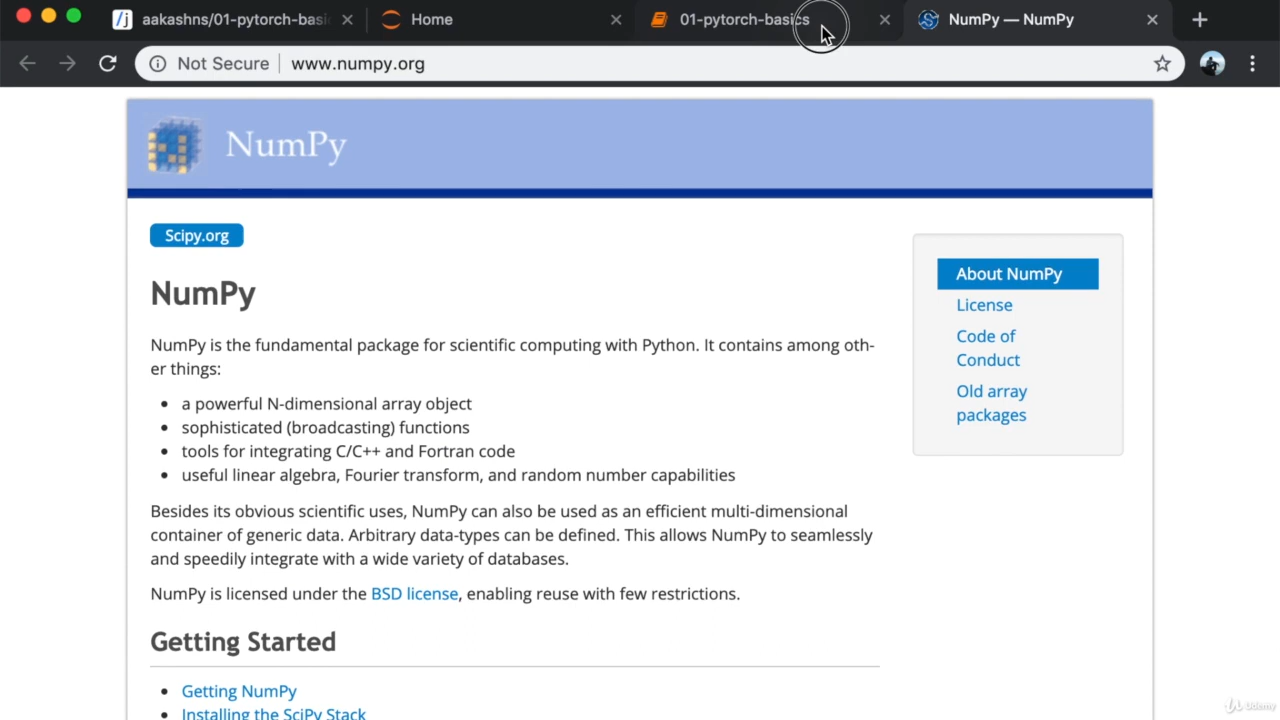 aakashns/01-pytorch-basi
Home
01-pytorch-basics
NumPy — NumPy
Not Secure
www.numpy.org
NumPy
Scipy.org
NumPy
NumPy is the fundamental package for scientific computing with Python. It contains among oth-
er things:
• a powerful N-dimensional array object
• sophisticated (broadcasting) functions
• tools for integrating C/C++ and Fortran code
• useful linear algebra, Fourier transform, and random number capabilities
Besides its obvious scientific uses, NumPy can also be used as an efficient multi-dimensional
container of generic data. Arbitrary data-types can be defined. This allows NumPy to seamlessly
and speedily integrate with a wide variety of databases.
NumPy is licensed under the BSD license, enabling reuse with few restrictions.
Getting Started
• Getting NumPy
• Installing the SciPy Stack
About NumPy
License
Code of
Conduct
Old array
packages
Udemy